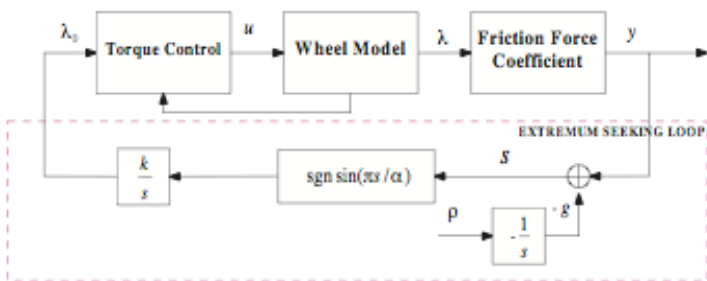 λ₀
Torque Control
u
Wheel Model
λ
Friction Force
Coefficient
y
EXTREMUM SEEKING LOOP
k
s
sgn sin(πs/α)
s
ρ
- 1
s
- g